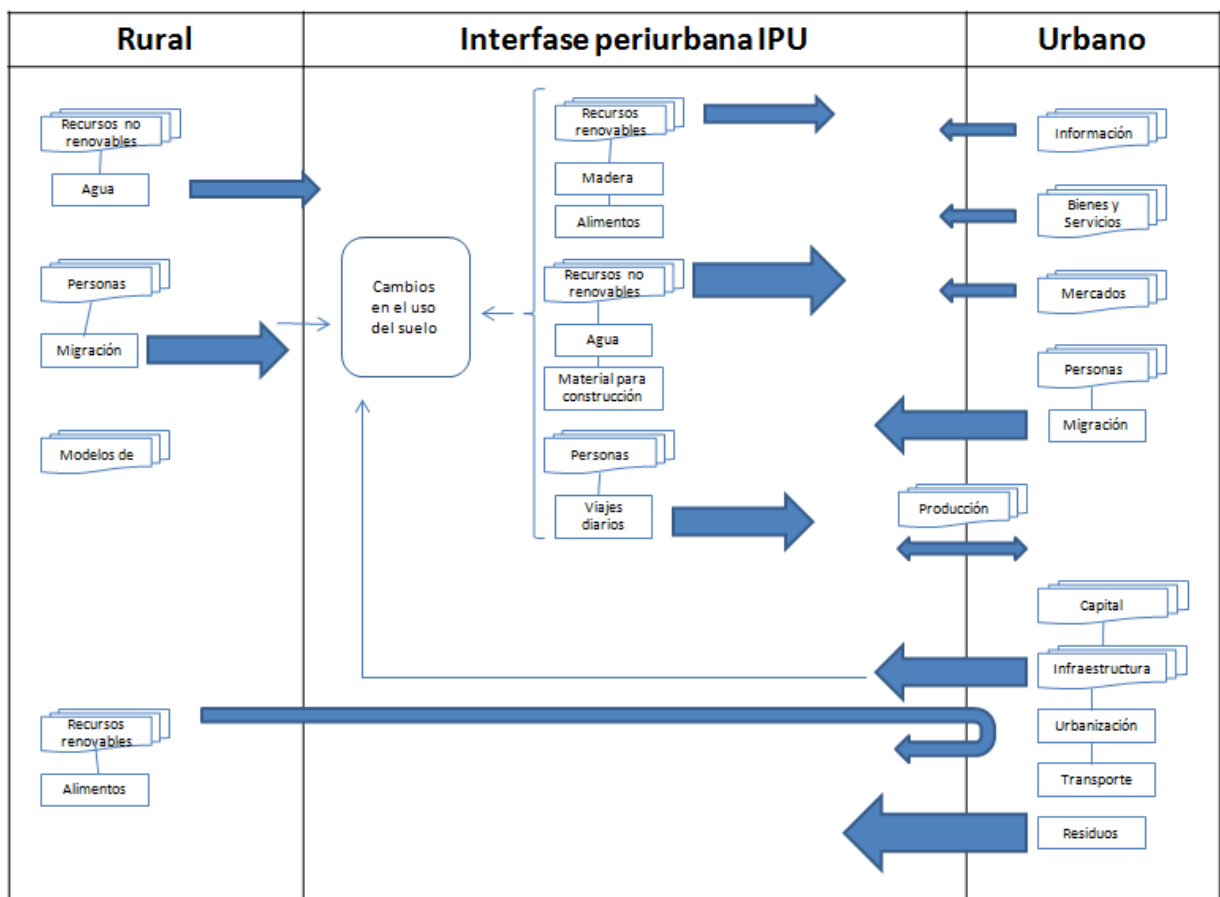 Rural
Interfase periurbana IPU
Urbano
Recursos no
renovables
Agua
Personas
Migración
Modelos de
Recursos
renovables
Alimentos
Cambios
en el uso
del suelo
Recursos
renovables
Madera
Alimentos
Recursos no
renovables
Agua
Material para
construcción
Personas
Viajes
diarios
Información
Bienes y
Servicios
Mercados
Personas
Migración
Producción
Capital
Infraestructura
Urbanización
Transporte
Residuos